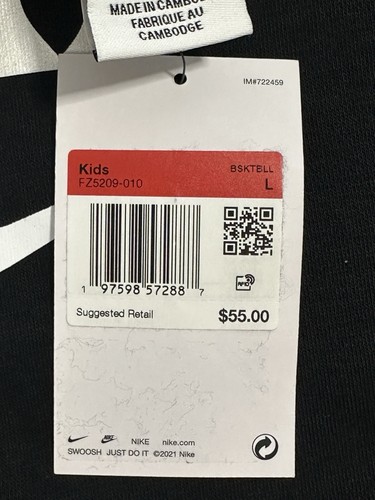 MADE IN CAMBO
FABRIQUE AU
CAMBODGE
IM#722459
Kids
BSKTBLL
FZ5209-010
L
1 97598 57288 7
RFID
Suggested Retail
$55.00
NIKE nike.com
SWOOSH JUST DO IT ©2021 Nike